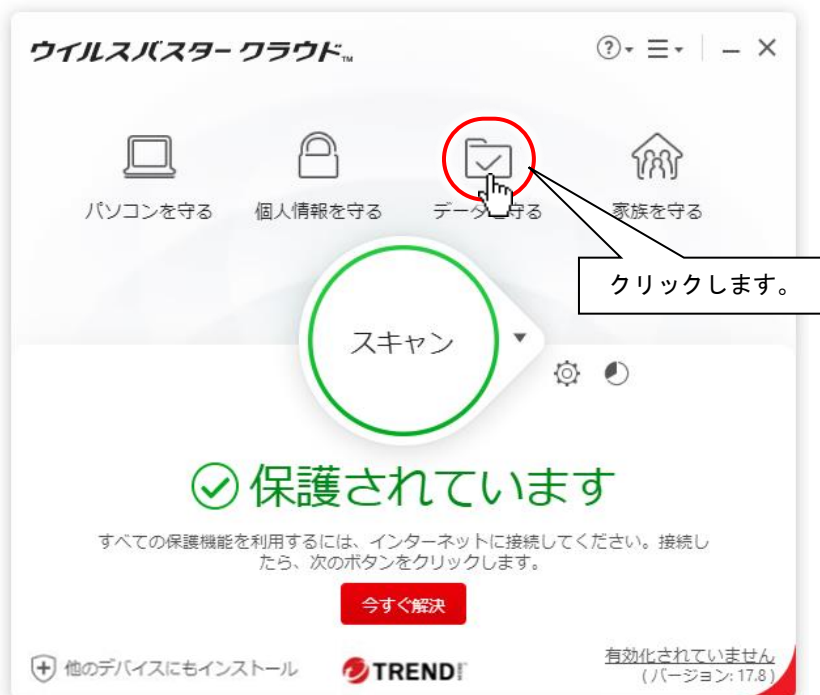 ウイルスバスター クラウド™
パソコンを守る
個人情報を守る
データを守る
家族を守る
クリックします。
スキャン
保護されています
すべての保護機能を利用するには、インターネットに接続してください。接続し
たら、次のボタンをクリックします。
今すぐ解決
他のデバイスにもインストール
TREND
有効化されていません
(バージョン: 17.8)